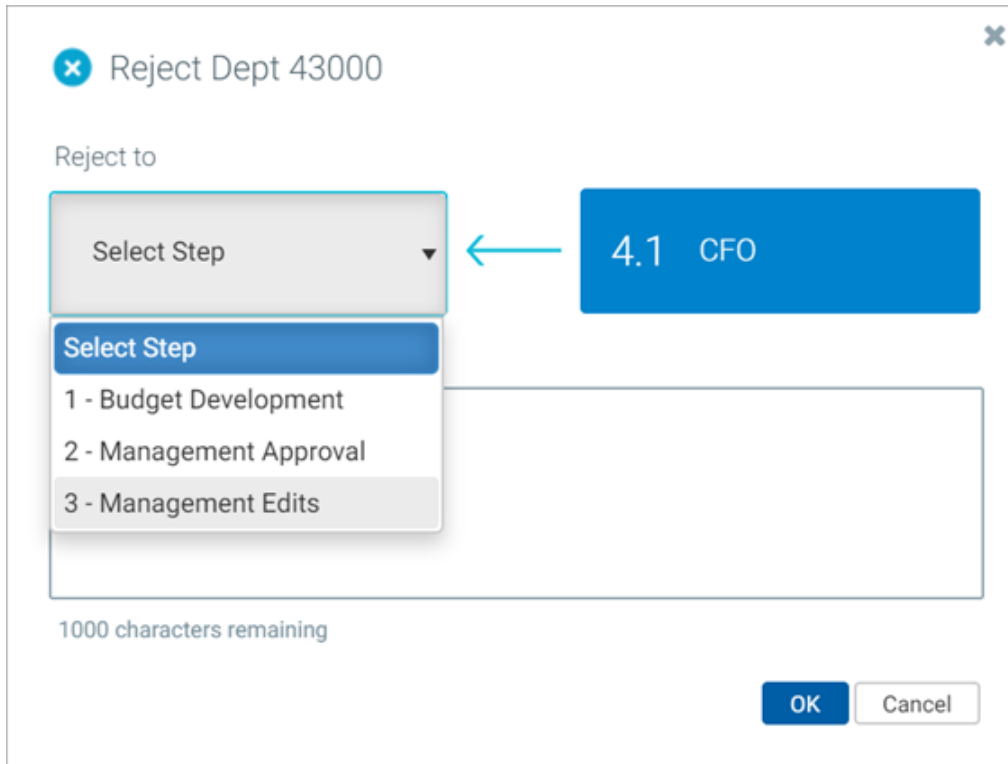 Reject Dept 43000
Reject to
Select Step
4.1 CFO
Select Step
1 - Budget Development
2 - Management Approval
3 - Management Edits
1000 characters remaining
OK
Cancel